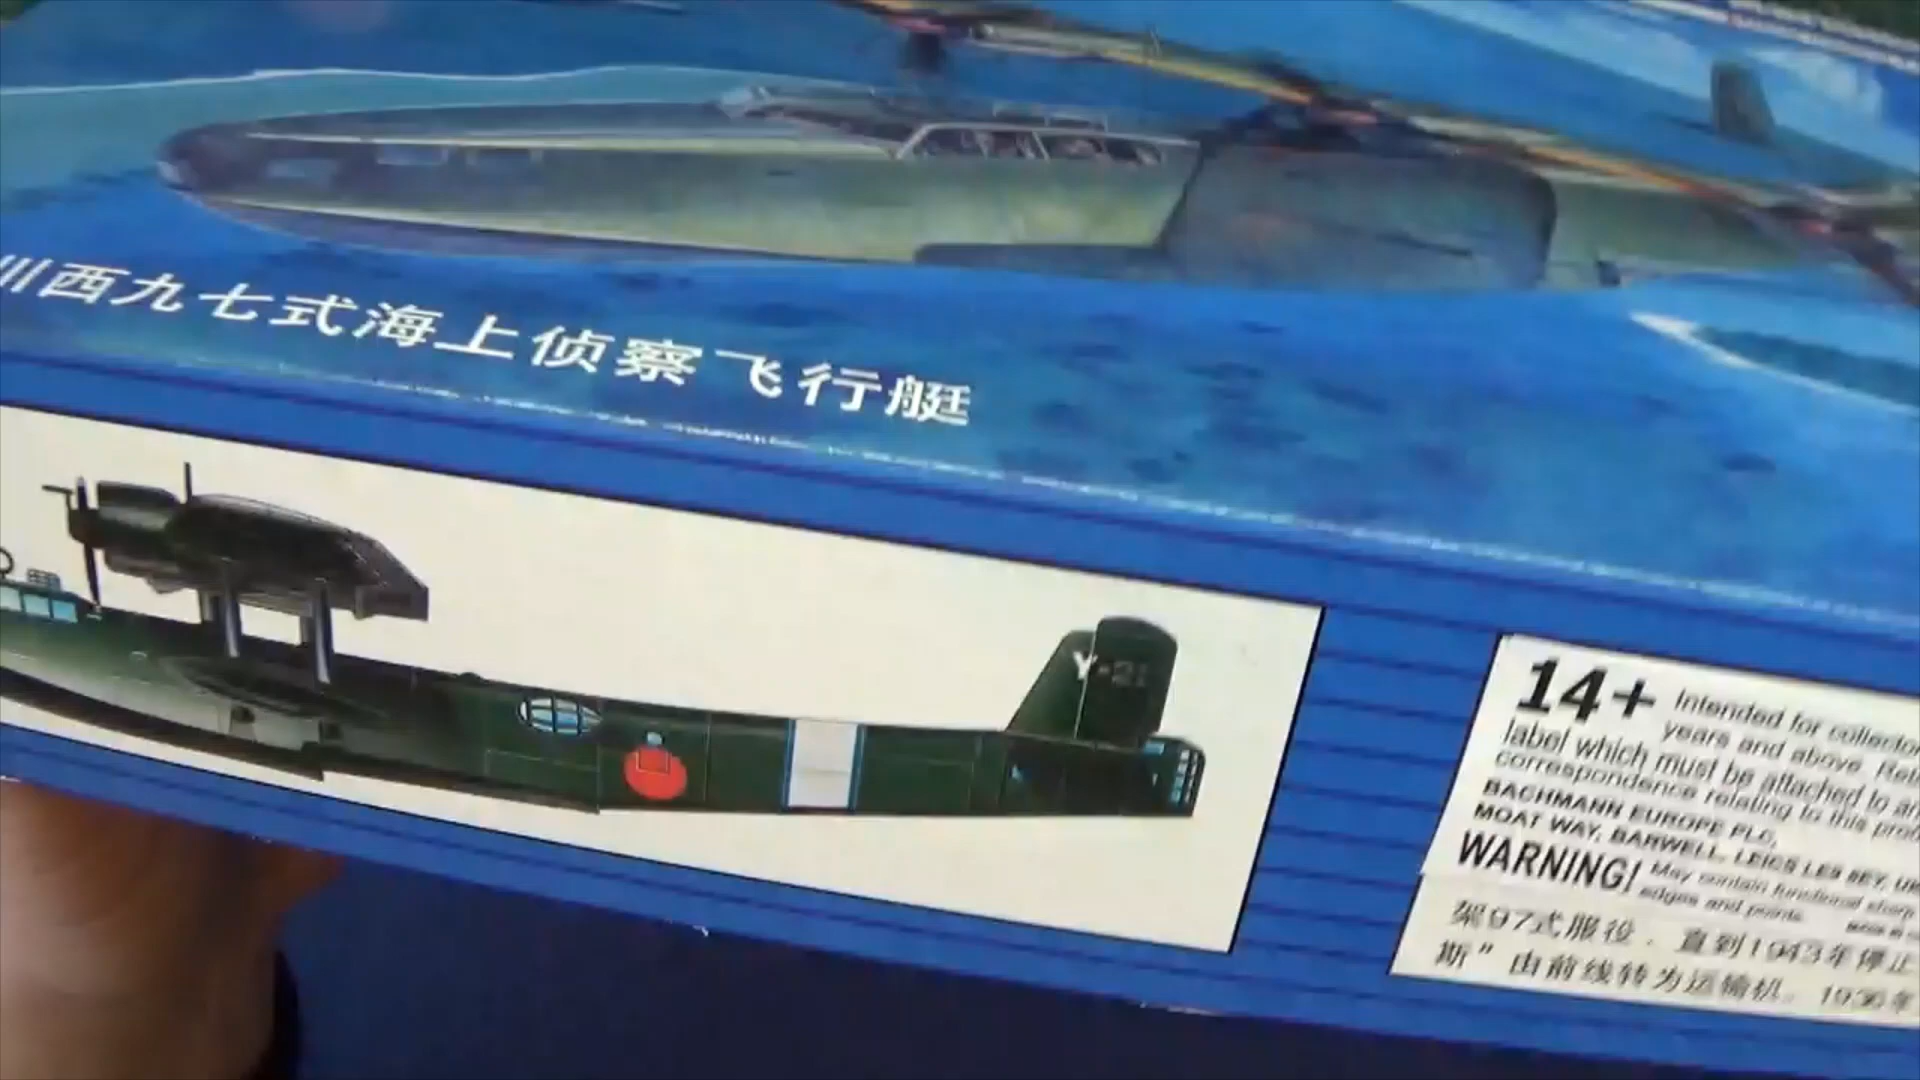 川西九七式海上侦察飞行艇
Y-21
14+
Intended for collector
years and above.
label which must be attached to
correspondence relating to this
BACHMANN EUROPE PLC,
MOAT WAY, BARWELL, LEICS LE9
WARNING! May contain functional sharp
edges and points.
架97式服役，直到1943年停止
斯”由前线转为运输机。